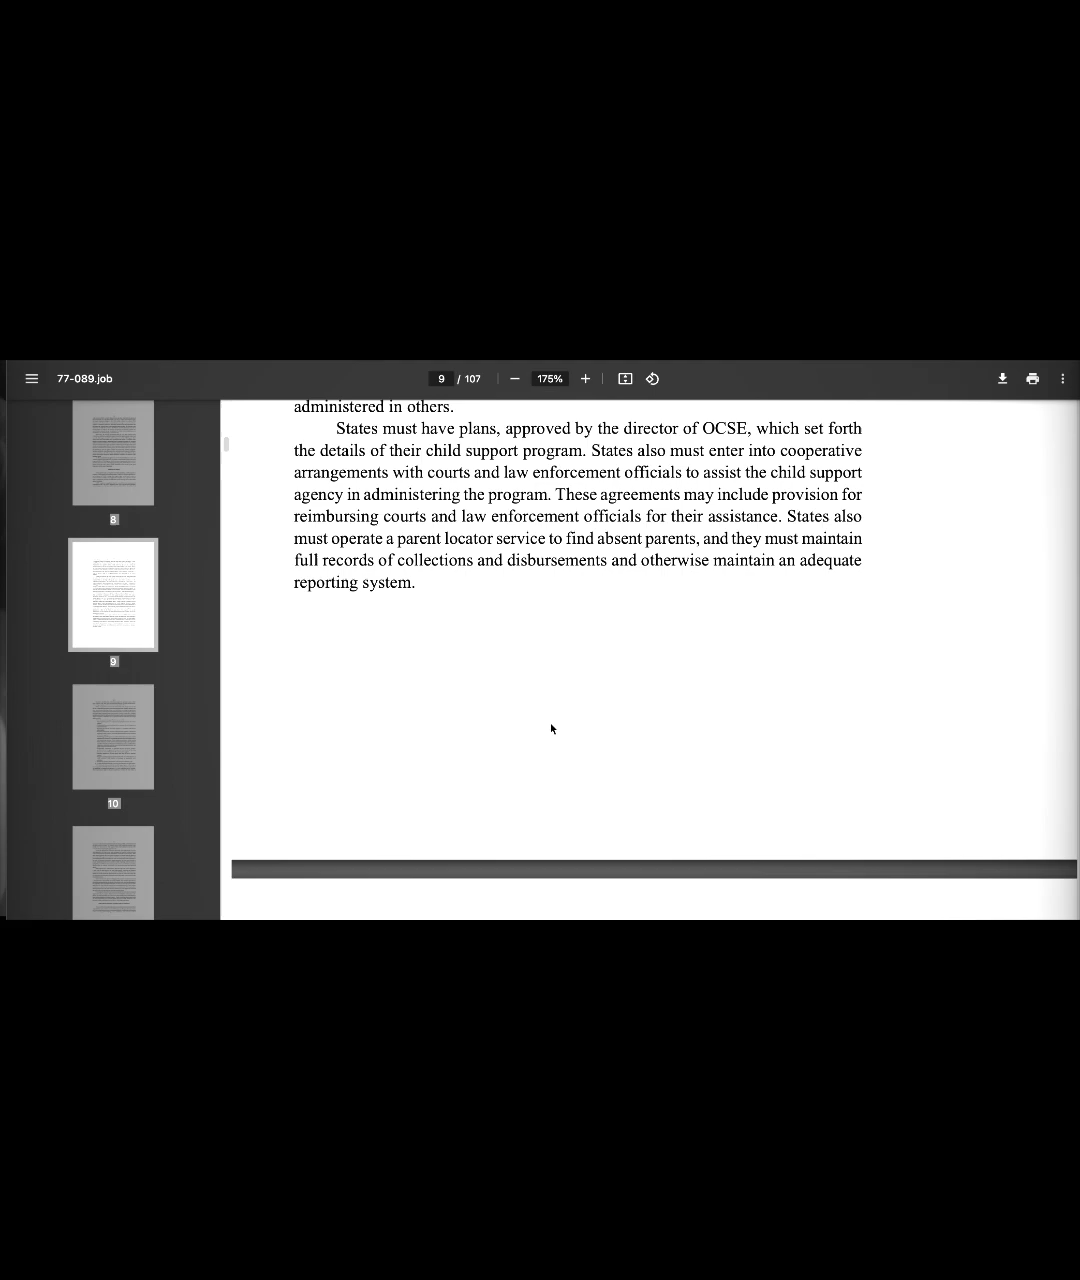 77-089.job
9 / 107
175%
administered in others.
States must have plans, approved by the director of OCSE, which set forth
the details of their child support program. States also must enter into cooperative
arrangements with courts and law enforcement officials to assist the child support
agency in administering the program. These agreements may include provision for
reimbursing courts and law enforcement officials for their assistance. States also
must operate a parent locator service to find absent parents, and they must maintain
full records of collections and disbursements and otherwise maintain an adequate
reporting system.
8
9
10